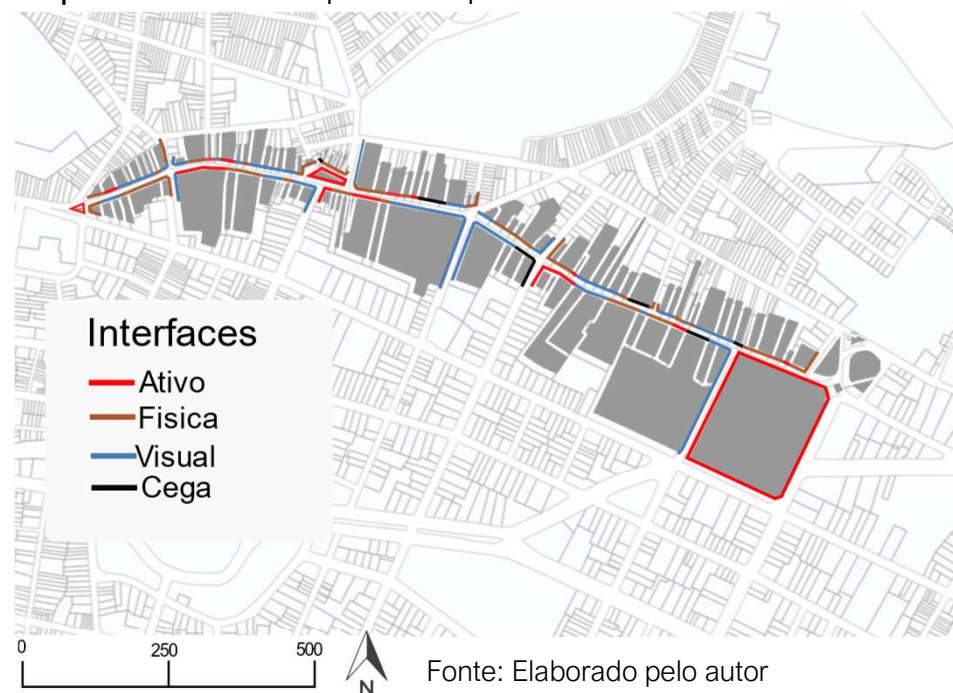 Interfaces
Ativo
Fisica
Visual
Cega
0 250 500
N
Fonte: Elaborado pelo autor